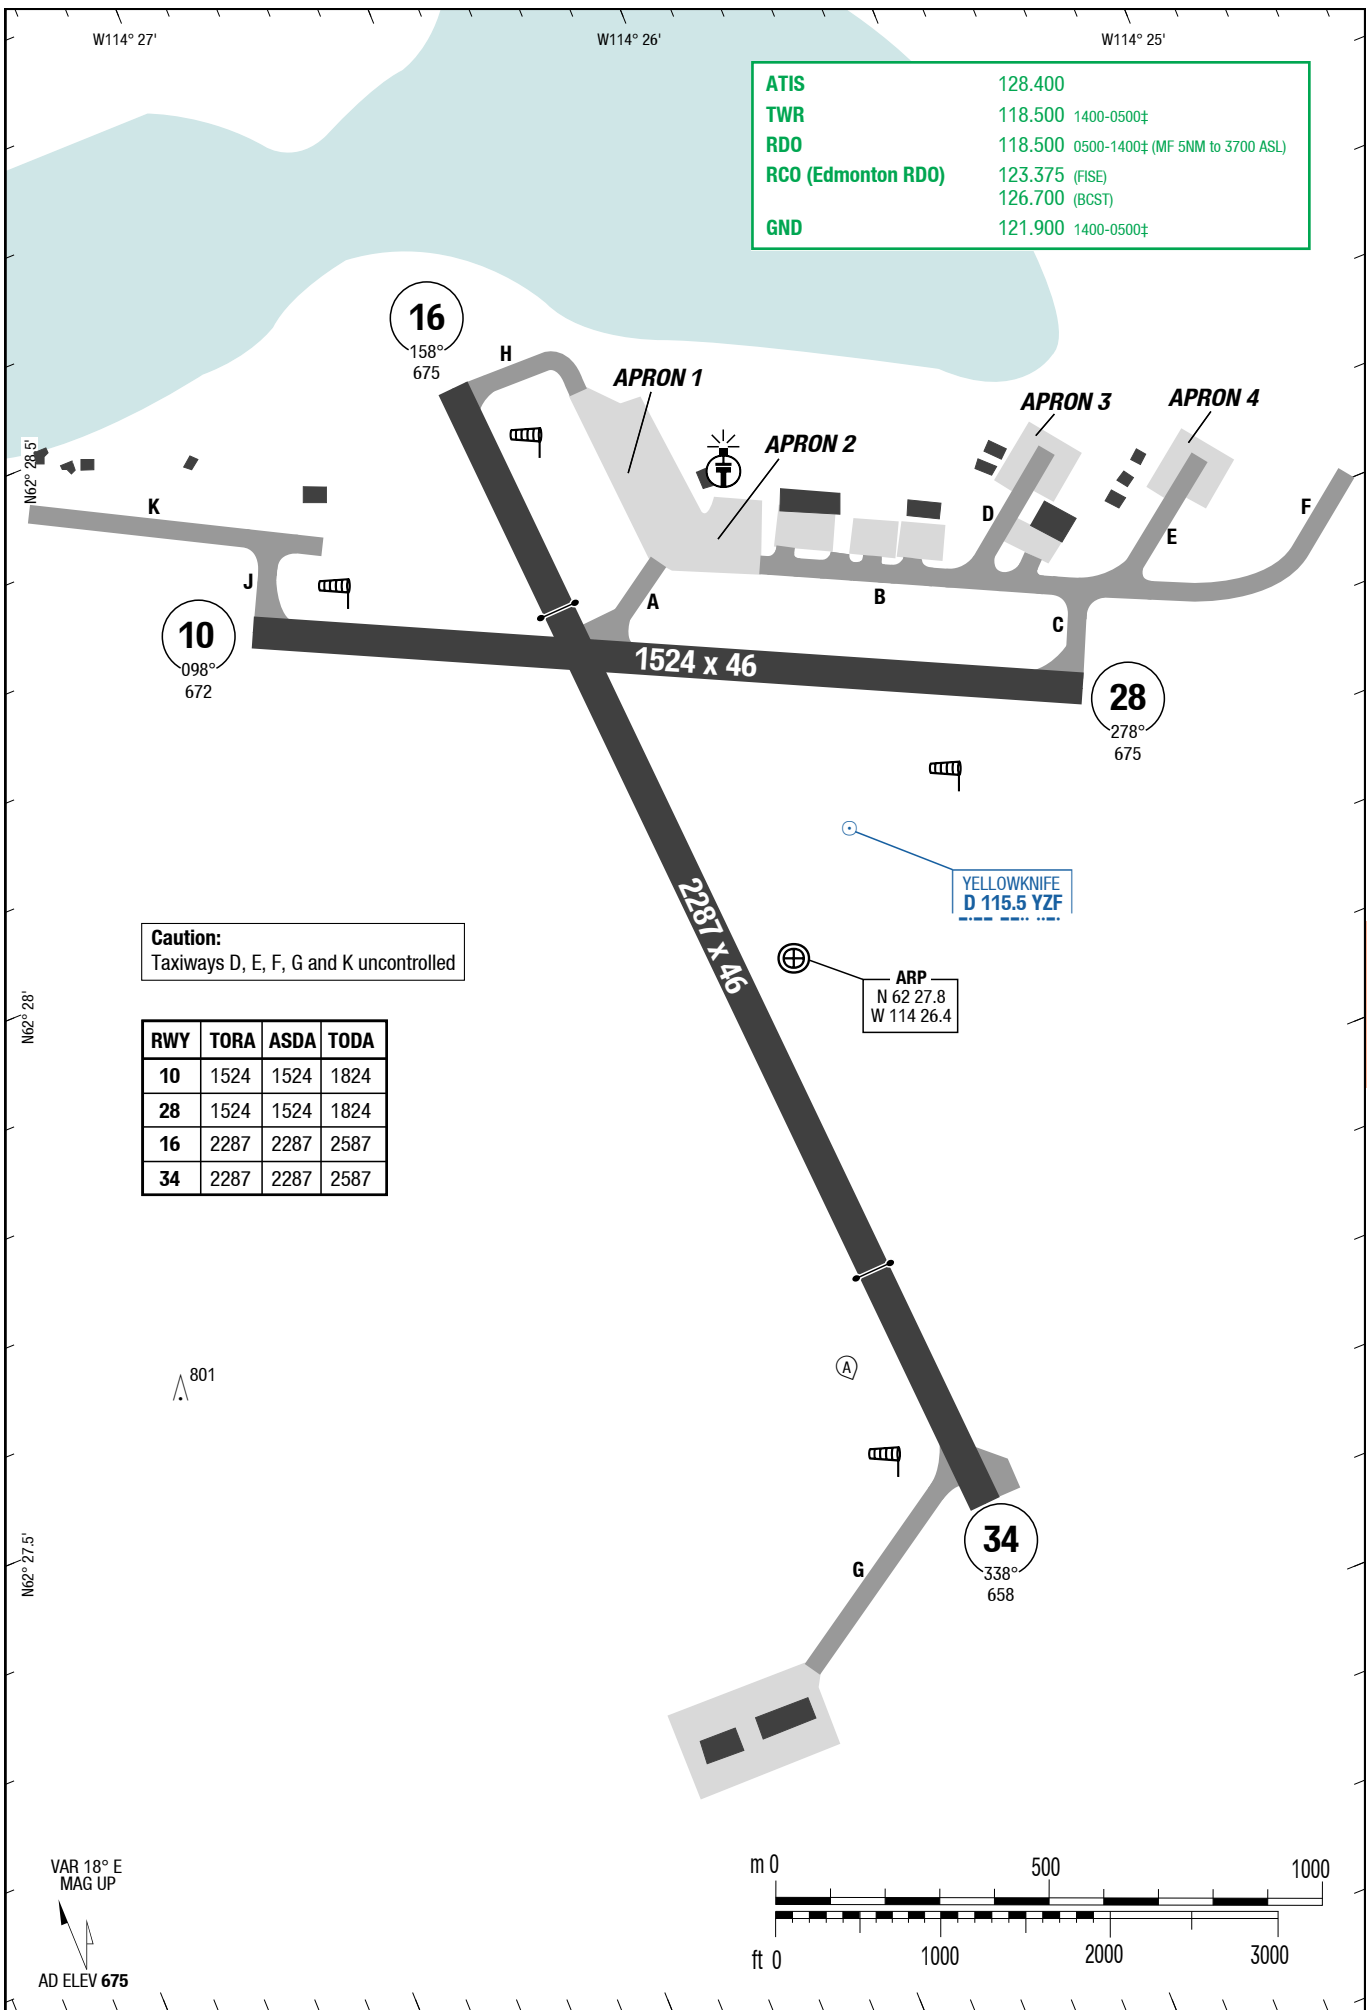 W114° 27'
W114° 26'
W114° 25'
ATIS 128.400
TWR 118.500 1400-0500‡
RDO 118.500 0500-1400‡ (MF 5NM to 3700 ASL)
RCO (Edmonton RDO) 123.375 (FISE)
126.700 (BCST)
GND 121.900 1400-0500‡
16
158°
675
H
APRON 1
APRON 2
APRON 3
APRON 4
N62° 28.5'
K
D
E
F
J
A
B
C
10
098°
672
1524 x 46
28
278°
675
2287 x 46
YELLOWKNIFE
D 115.5 YZF
Caution:
Taxiways D, E, F, G and K uncontrolled
ARP
N 62 27.8
W 114 26.4
N62° 28'
RWY TORA ASDA TODA
10 1524 1524 1824
28 1524 1524 1824
16 2287 2287 2587
34 2287 2287 2587
801
A
34
338°
658
G
N62° 27.5'
VAR 18° E
MAG UP
AD ELEV 675
m 0 500 1000
ft 0 1000 2000 3000